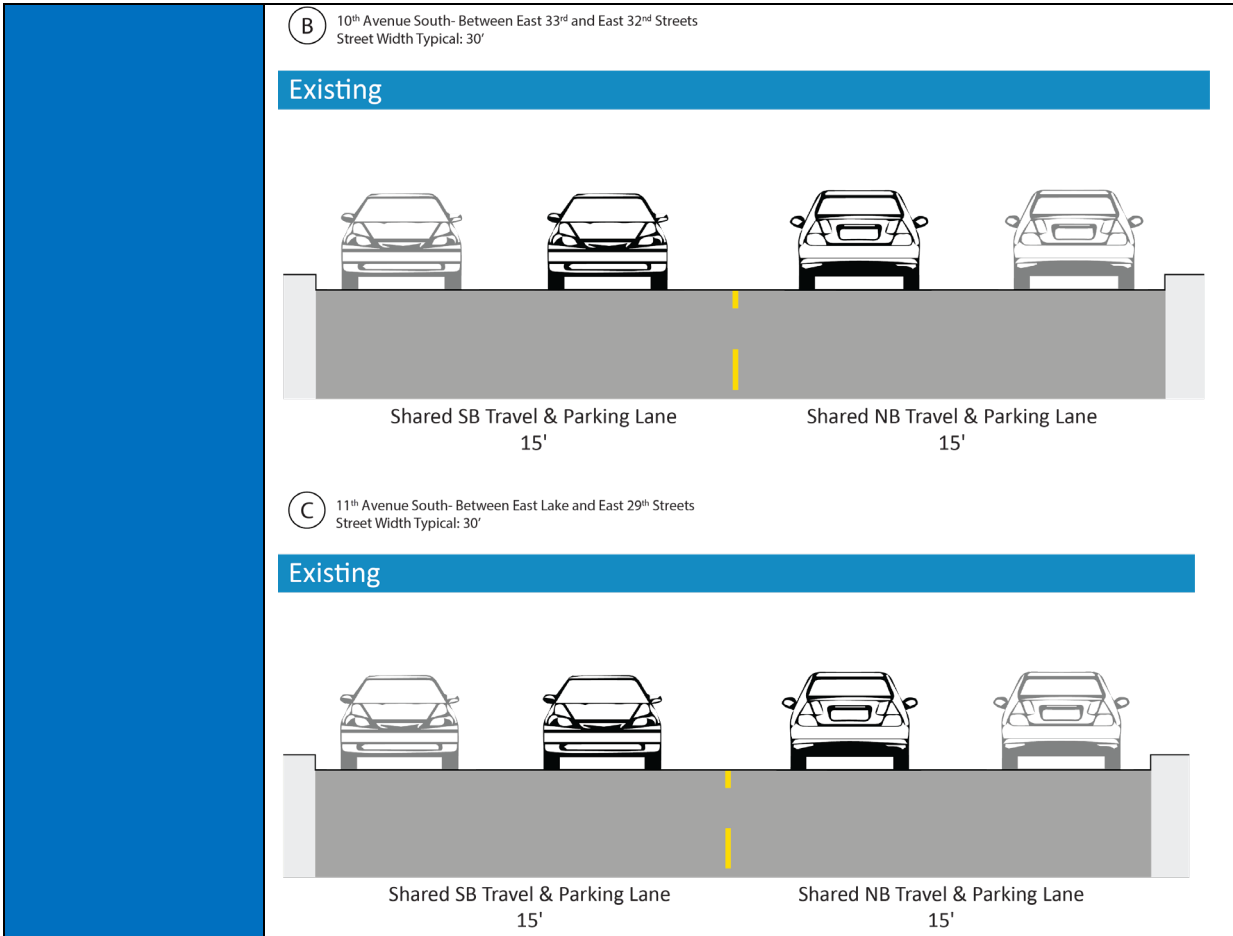 B
10th Avenue South- Between East 33rd and East 32nd Streets
Street Width Typical: 30’
Existing
Shared SB Travel & Parking Lane
15'
Shared NB Travel & Parking Lane
15'
C
11th Avenue South- Between East Lake and East 29th Streets
Street Width Typical: 30’
Existing
Shared SB Travel & Parking Lane
15'
Shared NB Travel & Parking Lane
15'